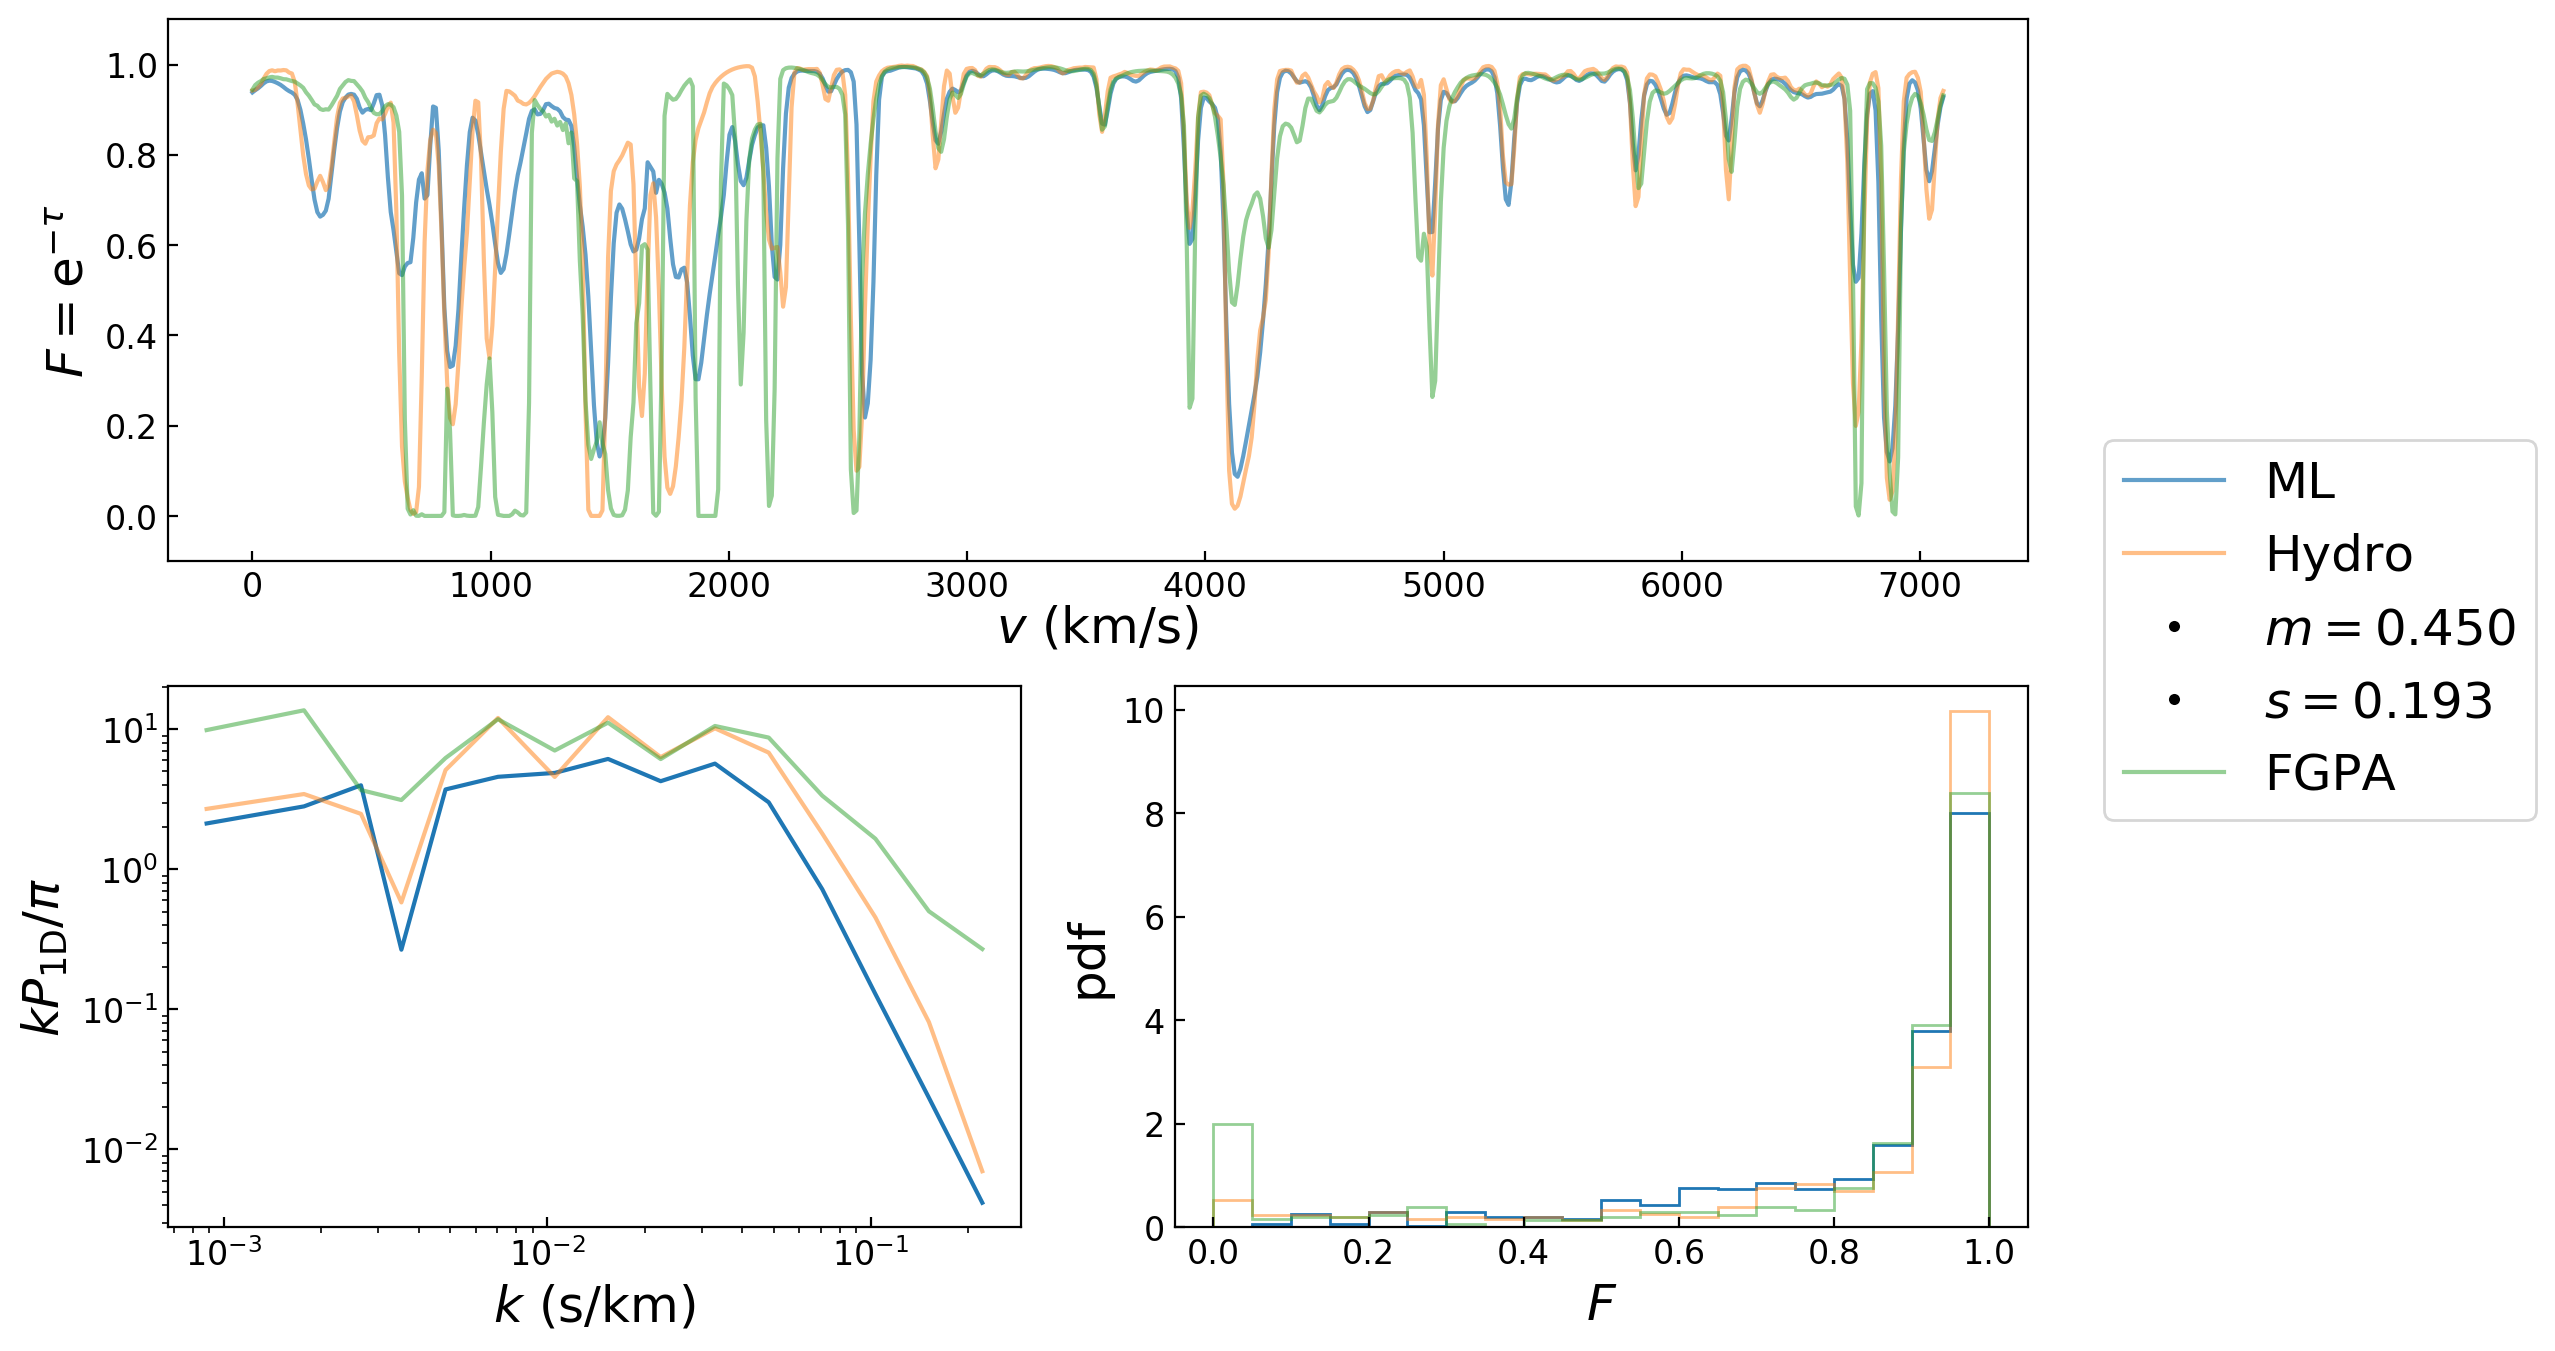 1.0
0.8
0.6
0.4
0.2
0.0
F = e^{−τ}
0 1000 2000 3000 4000 5000 6000 7000
v (km/s)
ML
Hydro
m = 0.450
s = 0.193
FGPA
10^1
10^0
10^{−1}
10^{−2}
kP_{1D}/π
10^{−3} 10^{−2} 10^{−1}
k (s/km)
10
8
6
4
2
0
pdf
0.0 0.2 0.4 0.6 0.8 1.0
F